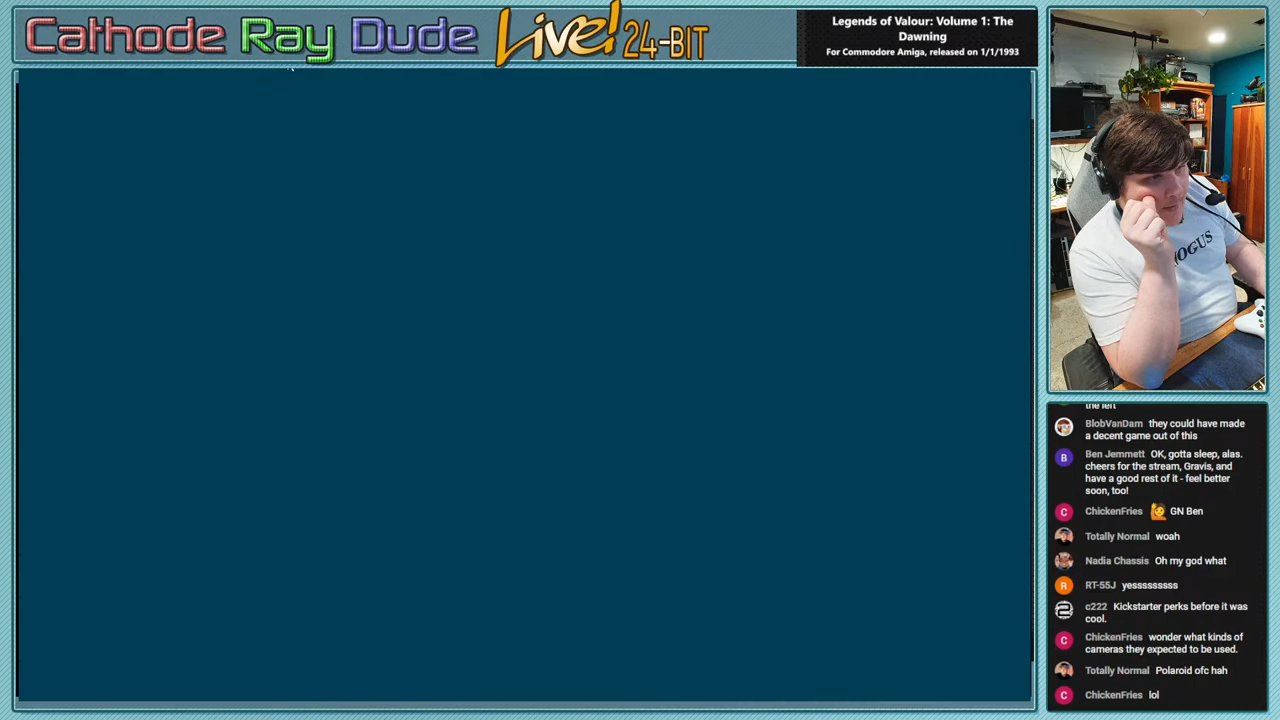 Cathode Ray Dude Live! 24-BIT
Legends of Valour: Volume 1: The
Dawning
For Commodore Amiga, released on 1/1/1993
OGUS
the left
BlobVanDam they could have made
a decent game out of this
B Ben Jemmett OK, gotta sleep, alas.
cheers for the stream, Gravis, and
have a good rest of it - feel better
soon, too!
C ChickenFries GN Ben
Totally Normal woah
Nadia Chassis Oh my god what
R RT-55J yesssssssss
c222 Kickstarter perks before it was
cool.
C ChickenFries wonder what kinds of
cameras they expected to be used.
Totally Normal Polaroid ofc hah
C ChickenFries lol